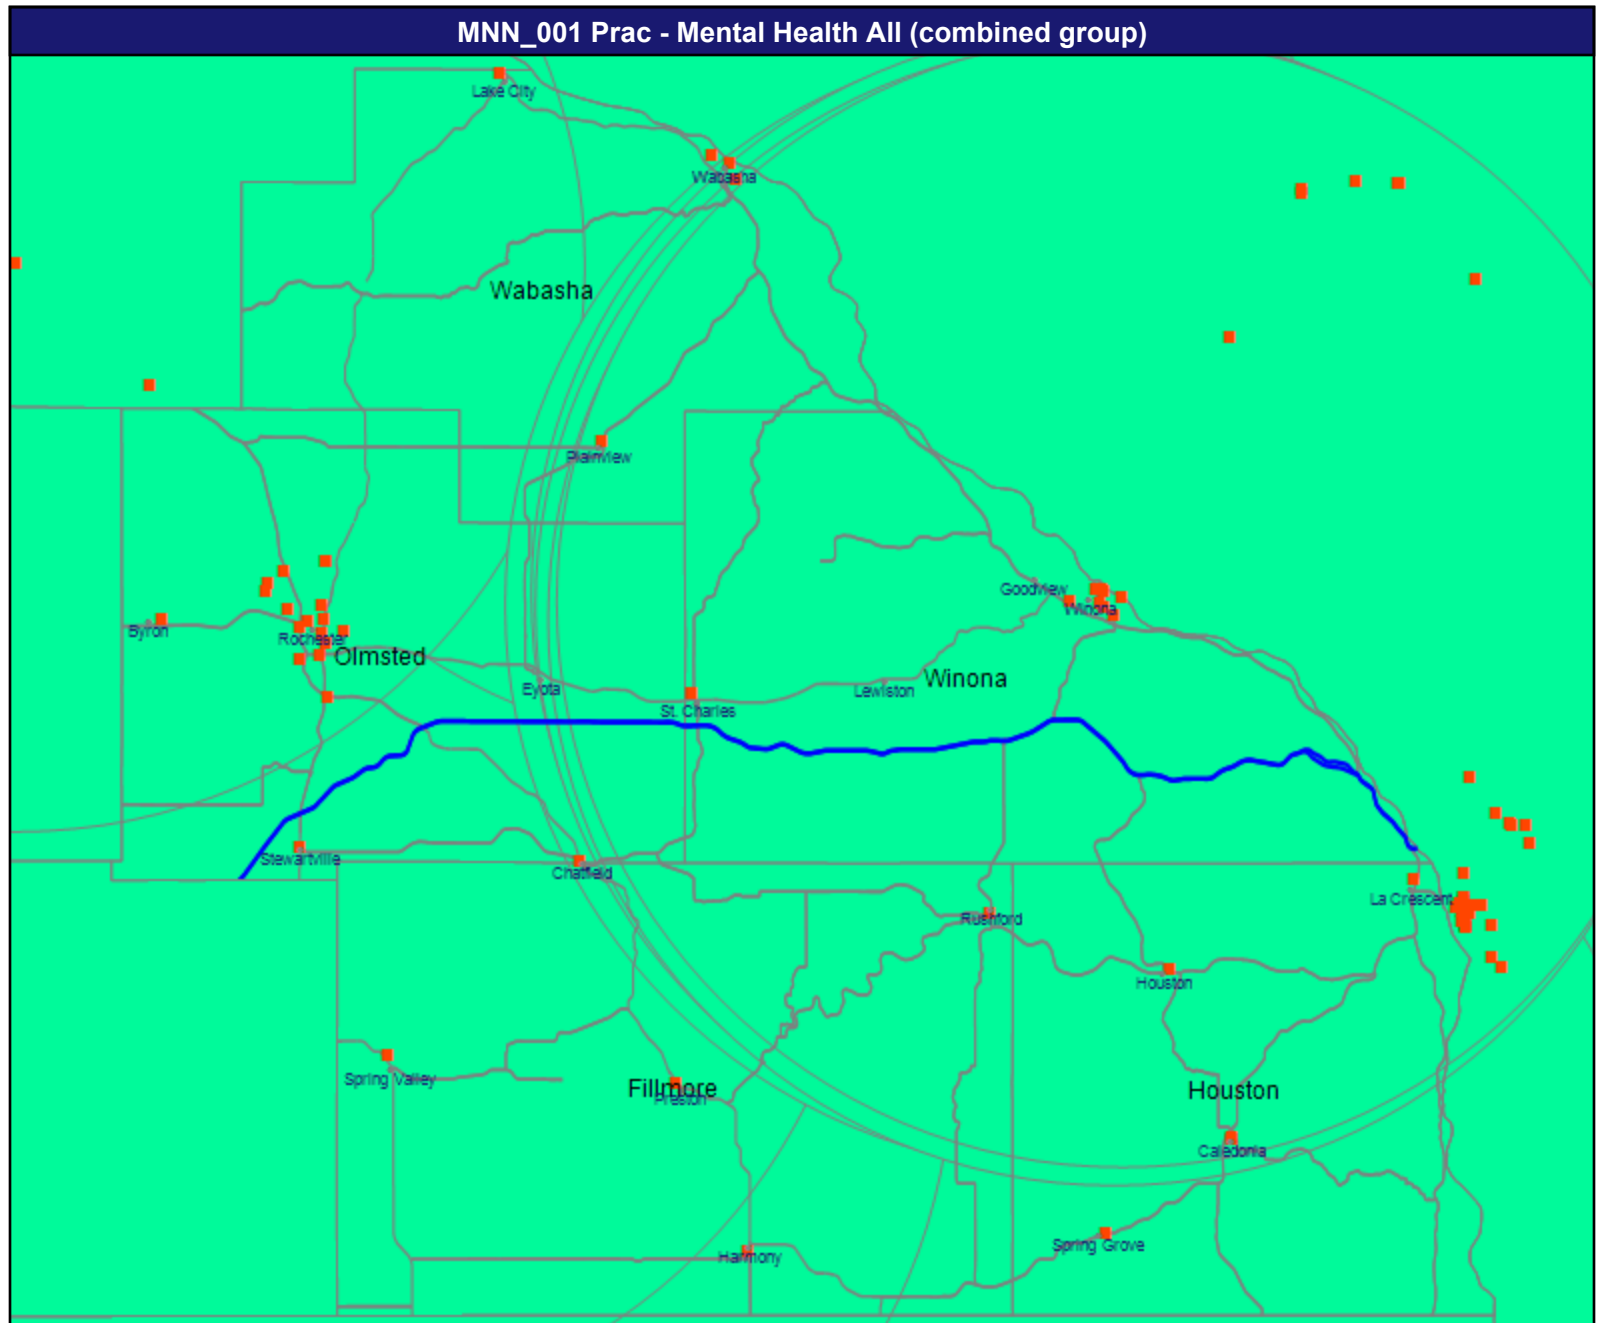 MNN_001 Prac - Mental Health All (combined group)
Lake City
Wabasha
Wabasha
Plainview
Goodview
Winona
Byron
Rochester
Olmsted
Eyota
Lewiston
Winona
St. Charles
Stewartville
Chatfield
La Crescent
Rushford
Houston
Spring Valley
Fillmore
Preston
Houston
Caledonia
Spring Grove
Harmony